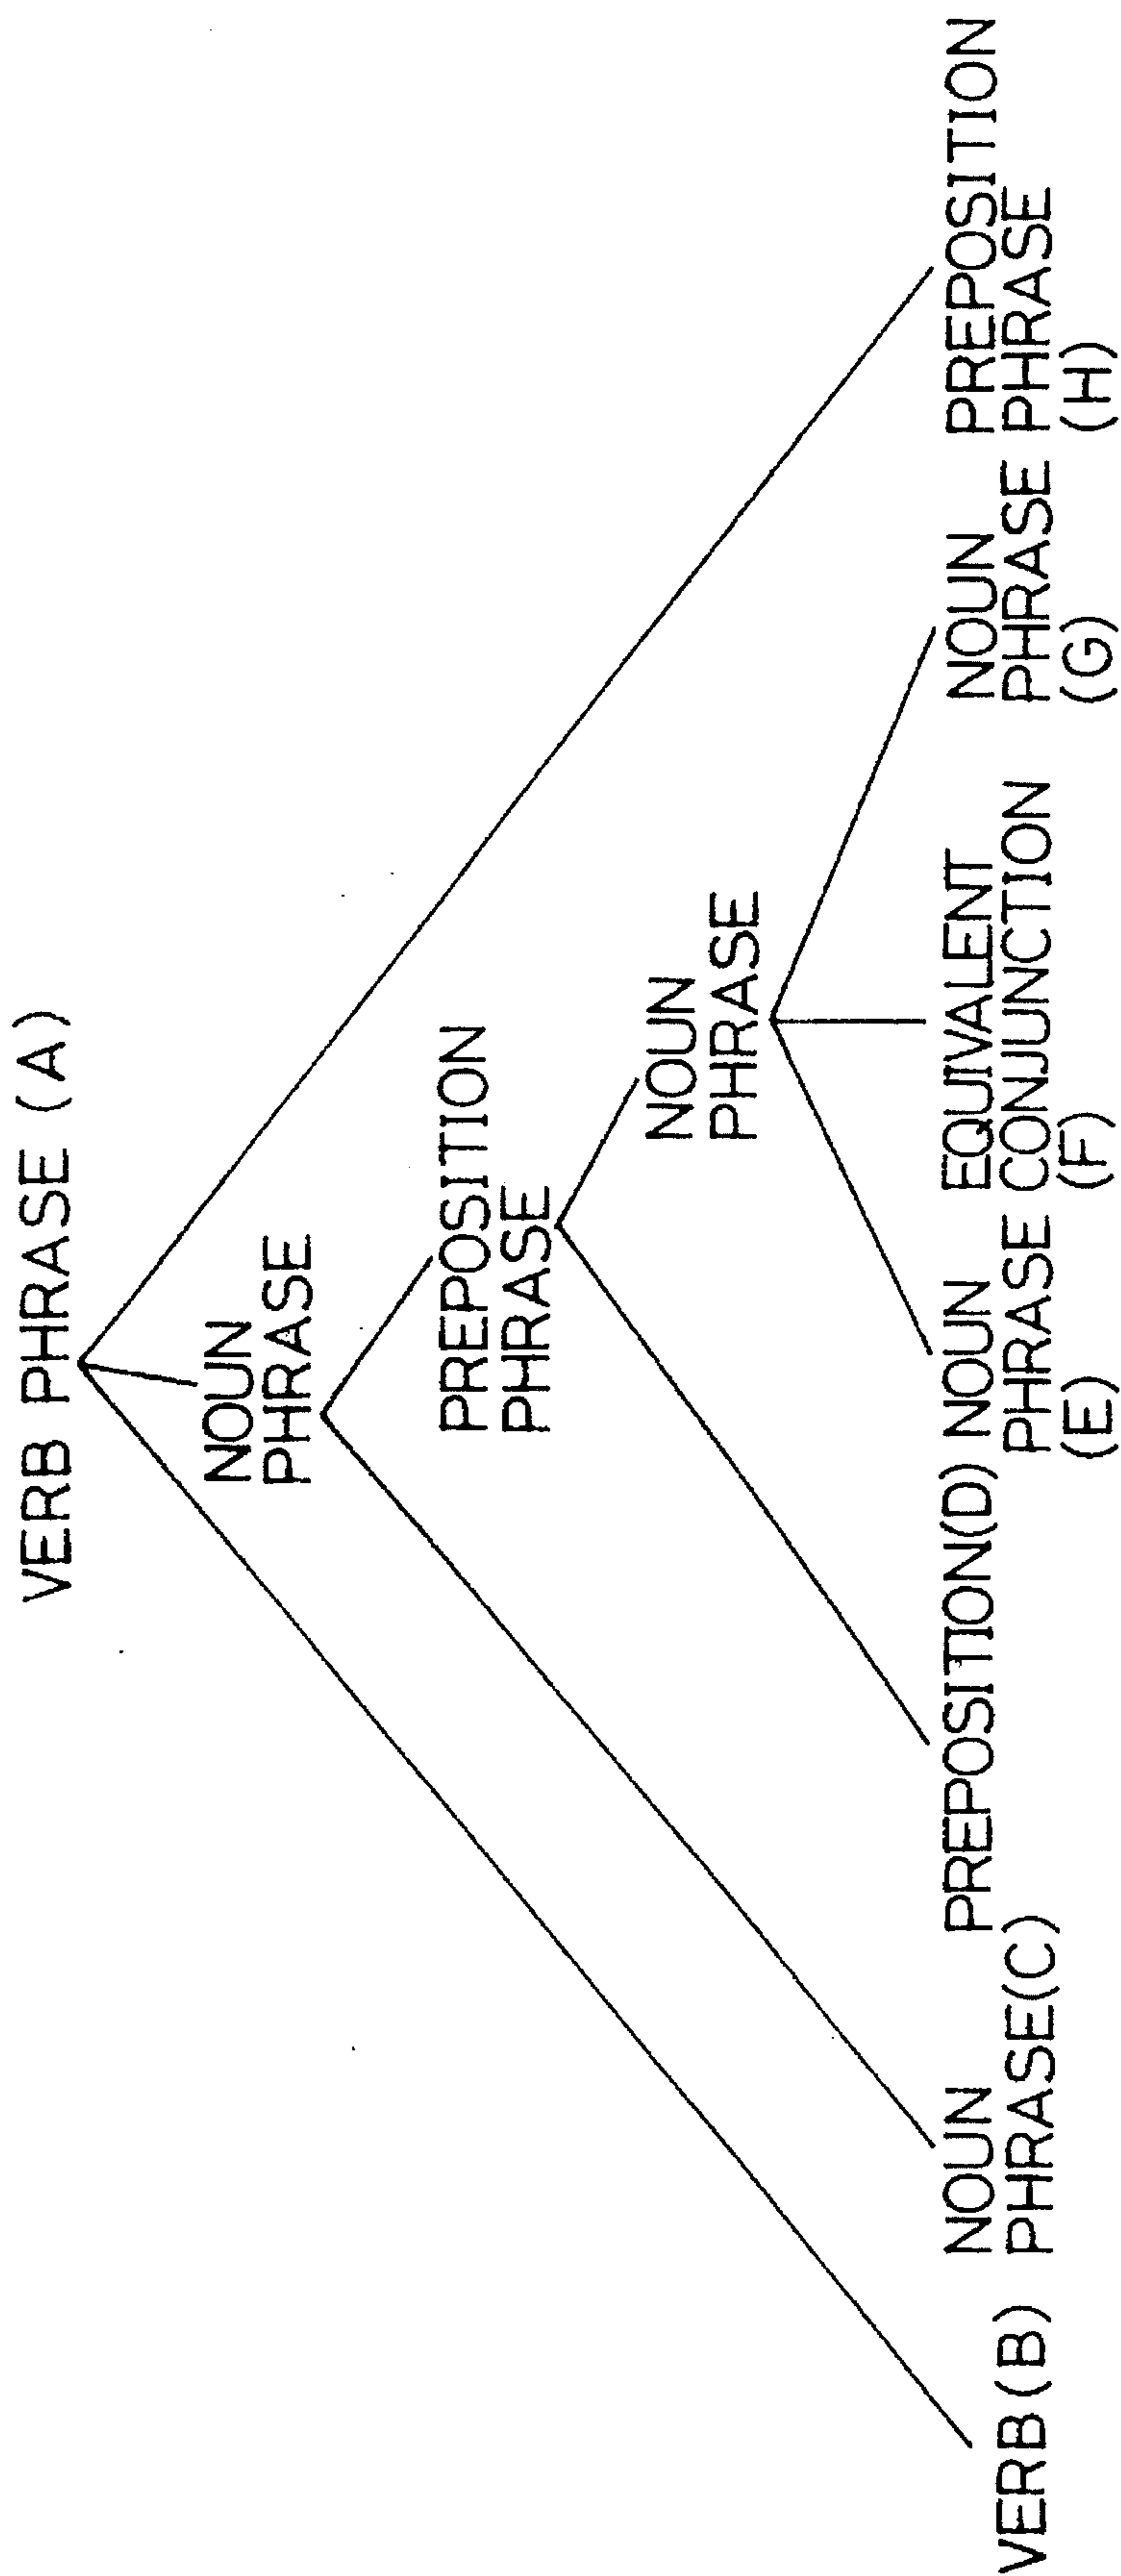 VERB PHRASE (A)
NOUN
PHRASE
PREPOSITION
PHRASE
NOUN
PHRASE
VERB (B)
NOUN
PHRASE(C)
PREPOSITION(D)
NOUN
PHRASE
(E)
EQUIVALENT
CONJUNCTION
(F)
NOUN
PHRASE
(G)
PREPOSITION
PHRASE
(H)